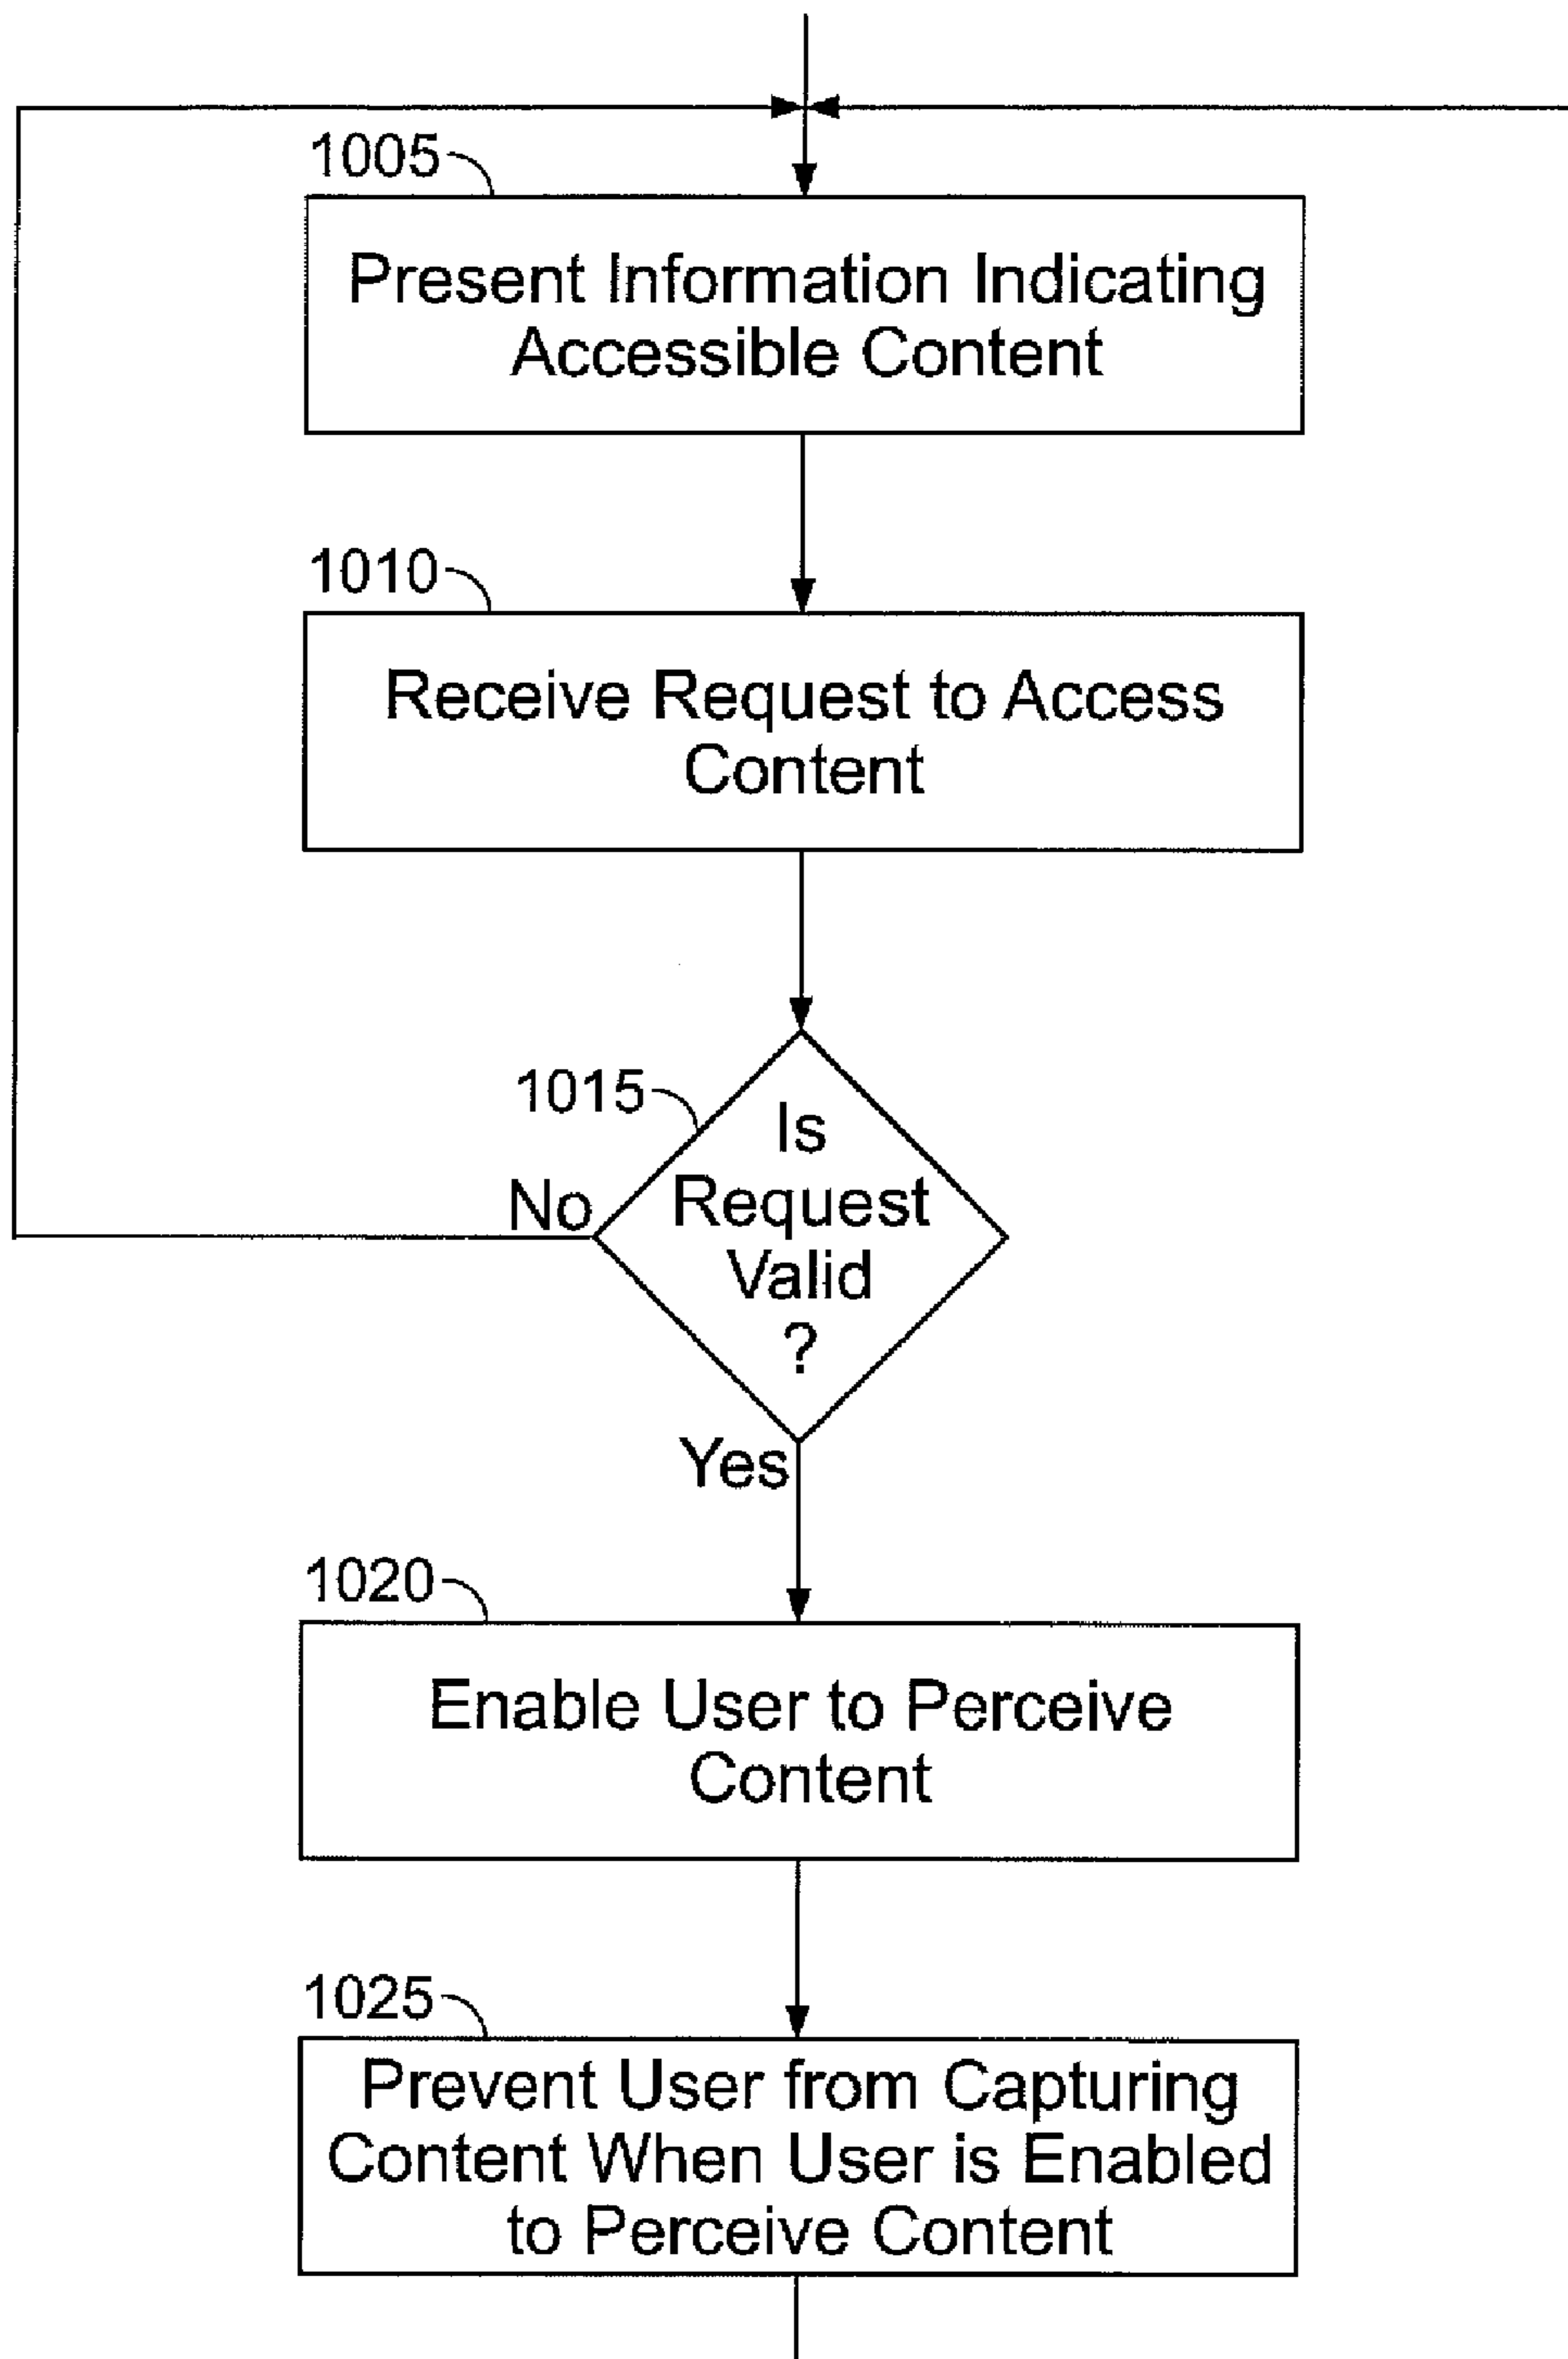 1005
Present Information Indicating
Accessible Content
1010
Receive Request to Access
Content
1015
Is
Request
Valid
?
No
Yes
1020
Enable User to Perceive
Content
1025
Prevent User from Capturing
Content When User is Enabled
to Perceive Content